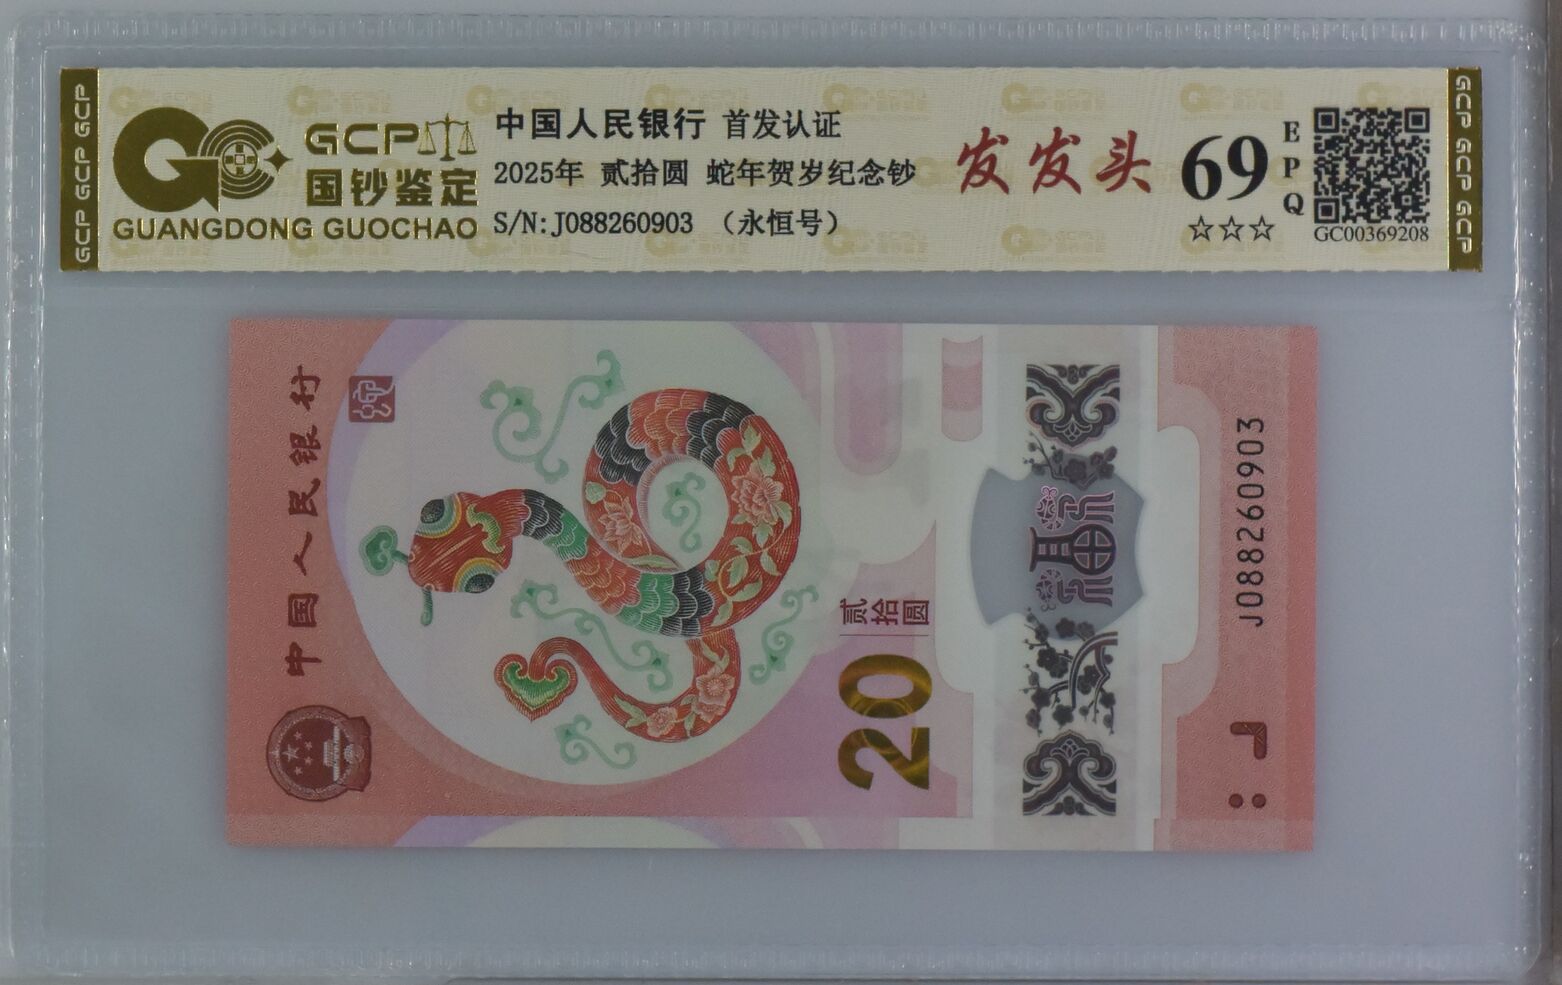 GCP GCP GCP
GCP
国钞鉴定
GUANGDONG GUOCHAO
中国人民银行 首发认证
2025年 贰拾圆 蛇年贺岁纪念钞
S/N:J088260903 （永恒号）
发发头
69
EPQ
☆☆☆
GC00369208
GCP GCP GCP
中国人民银行
蛇
贰拾圆
20
福
J088260903